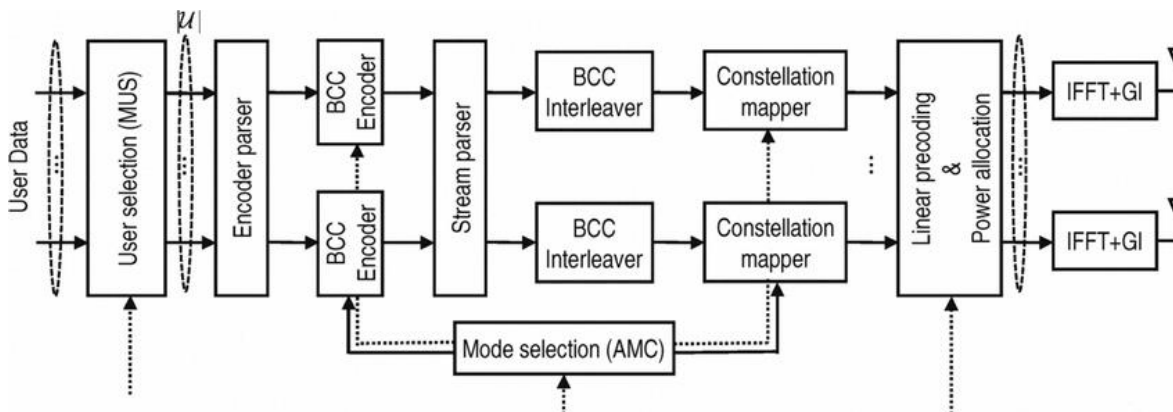 |u|
User Data
User selection (MUS)
Encoder parser
BCC
Encoder
BCC
Encoder
Stream parser
BCC
Interleaver
BCC
Interleaver
Constellation
mapper
Constellation
mapper
...
Linear precoding
&
Power allocation
IFFT+GI
IFFT+GI
Mode selection (AMC)